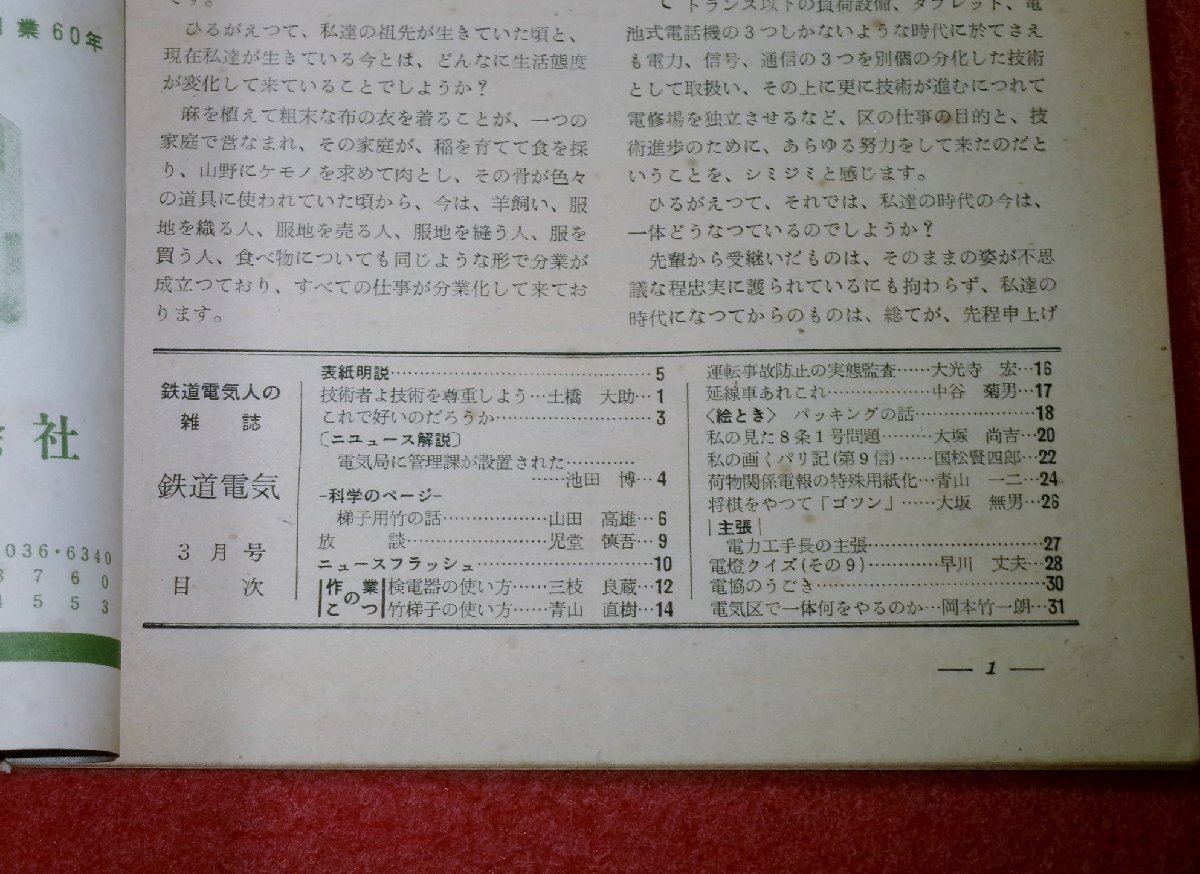 業60年
社
036・6340
3760
4553
です。
ひるがえつて、私達の祖先が生きていた頃と、
現在私達が生きている今とは、どんなに生活態度
が変化して来ていることでしようか？
麻を植えて粗末な布の衣を着ることが、一つの
家庭で営なまれ、その家庭が、稲を育てて食を採
り、山野にケモノを求めて肉とし、その骨が色々
の道具に使われていた頃から、今は、羊飼い、服
地を織る人、服地を売る人、服地を縫う人、服を
買う人、食べ物についても同じような形で分業が
成立つており、すべての仕事が分業化して来てお
ります。
て トランス以下の負荷設備、タブレット、電
池式電話機の3つしかないような時代に於てさえ
も電力、信号、通信の3つを別個の分化した技術
として取扱い、その上に更に技術が進むにつれて
電修場を独立させるなど、区の仕事の目的と、技
術進歩のために、あらゆる努力をして来たのだと
いうことを、シミジミと感じます。
ひるがえつて、それでは、私達の時代の今は、
一体どうなつているのでしようか？
先輩から受継いだものは、そのままの姿が不思
議な程忠実に護られているにも拘わらず、私達の
時代になつてからのものは、総てが、先程申上げ
鉄道電気人の
雑誌
鉄道電気
3月号
目次
表紙明説……………………………5
技術者よ技術を尊重しよう…土橋 大助…1
これで好いのだろうか………………3
〔ニユース解説〕
電気局に管理課が設置された…………
……池田 博…4
-科学のページ-
梯子用竹の話………………山田 高雄…6
放談………………児堂 慎吾…9
ニュースフラッシュ………………10
作業のこつ
検電器の使い方……三枝 良蔵…12
竹梯子の使い方……青山 直樹…14
運転事故防止の実態監査……大光寺 宏…16
延線車あれこれ…………中谷 菊男…17
〈絵とき〉 パッキングの話………………18
私の見た8条1号問題………大塚 尚吉…20
私の画くパリ記(第9信)……国松賢四郎…22
荷物関係電報の特殊用紙化…青山 一二…24
将棋をやつて「ゴツン」……大坂 無男…26
|主張|
電力工手長の主張………………27
電燈クイズ(その9)…………早川 丈夫…28
電協のうごき………………30
電気区で一体何をやるのか…岡本竹一朗…31
— 1 —